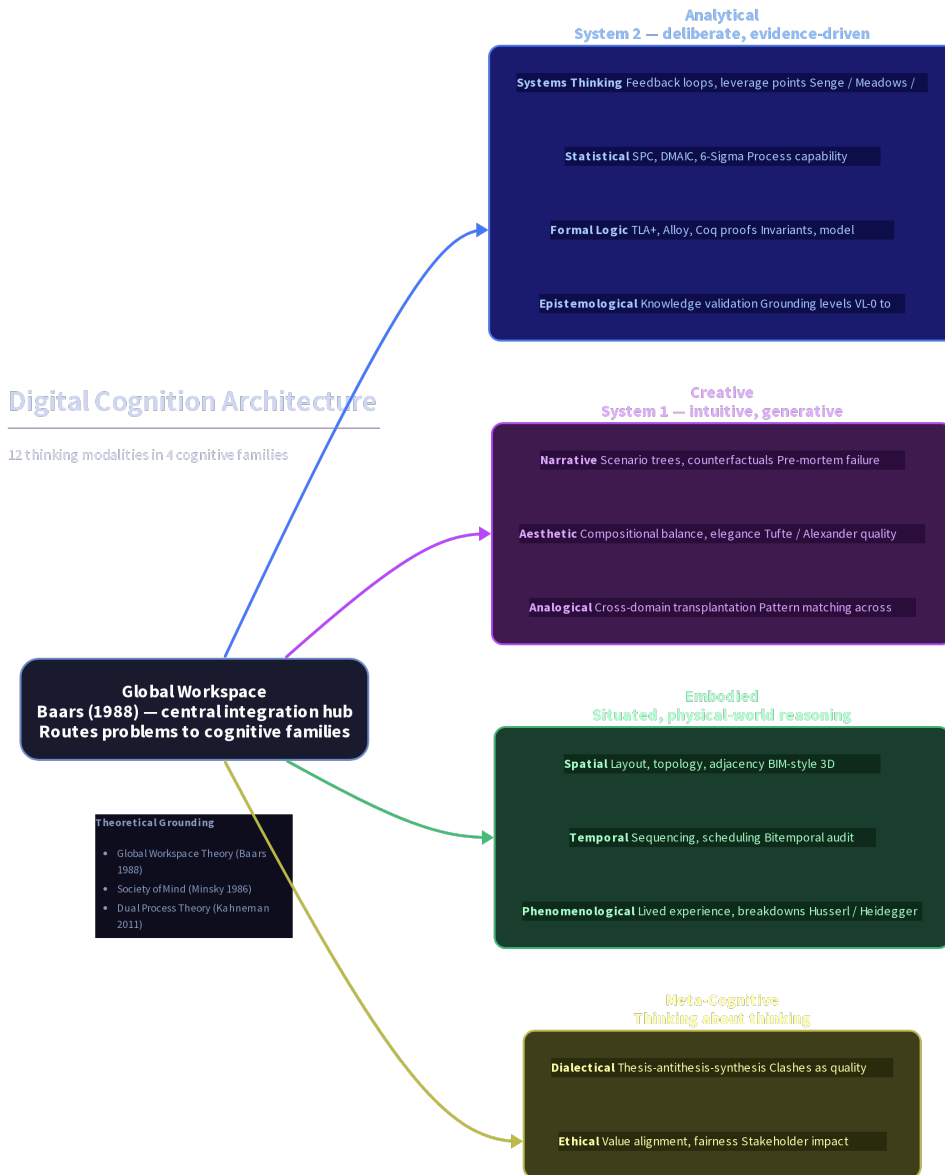 Digital Cognition Architecture
12 thinking modalities in 4 cognitive families
Global Workspace
Baars (1988) — central integration hub
Routes problems to cognitive families
Theoretical Grounding
• Global Workspace Theory (Baars
1988)
• Society of Mind (Minsky 1986)
• Dual Process Theory (Kahneman
2011)
Analytical
System 2 — deliberate, evidence-driven
Systems Thinking Feedback loops, leverage points Senge / Meadows /
Statistical SPC, DMAIC, 6-Sigma Process capability
Formal Logic TLA+, Alloy, Coq proofs Invariants, model
Epistemological Knowledge validation Grounding levels VL-0 to
Creative
System 1 — intuitive, generative
Narrative Scenario trees, counterfactuals Pre-mortem failure
Aesthetic Compositional balance, elegance Tufte / Alexander quality
Analogical Cross-domain transplantation Pattern matching across
Embodied
Situated, physical-world reasoning
Spatial Layout, topology, adjacency BIM-style 3D
Temporal Sequencing, scheduling Bitemporal audit
Phenomenological Lived experience, breakdowns Husserl / Heidegger
Meta-Cognitive
Thinking about thinking
Dialectical Thesis-antithesis-synthesis Clashes as quality
Ethical Value alignment, fairness Stakeholder impact